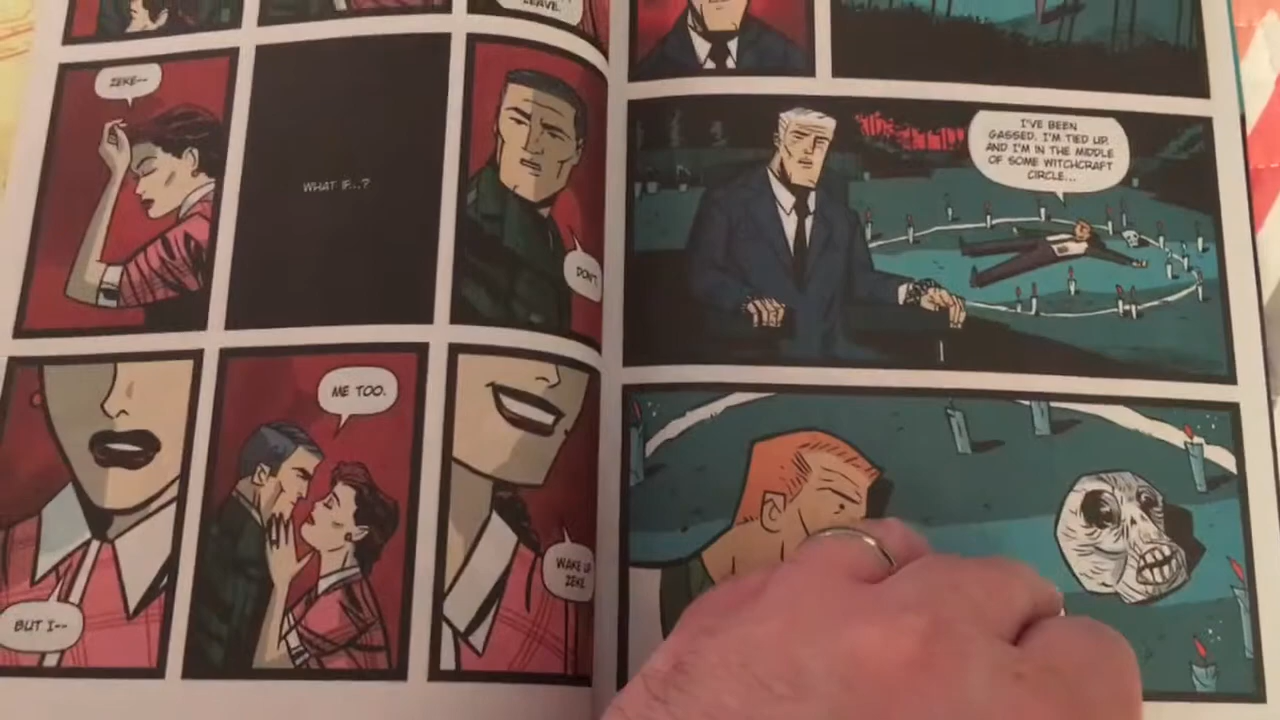 LEAVE.
ZEKE--
WHAT IF...?
DON'T
BUT I--
ME TOO.
WAKE UP
ZEKE
I'VE BEEN
GASSED. I'M TIED UP.
AND I'M IN THE MIDDLE
OF SOME WITCHCRAFT
CIRCLE...